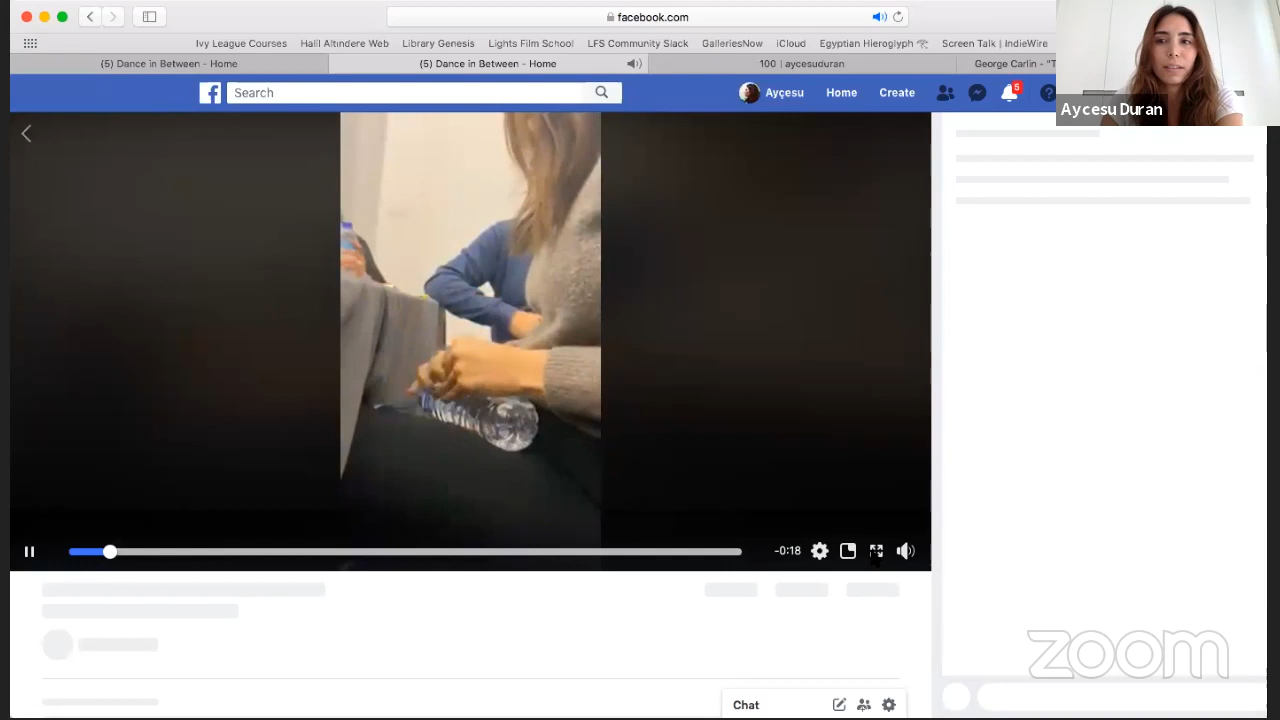 facebook.com
Ivy League Courses Halil Altındere Web Library Genesis Lights Film School LFS Community Slack GalleriesNow iCloud Egyptian Hieroglyph Screen Talk | IndieWire
(5) Dance in Between - Home (5) Dance in Between - Home 100 | aycesuduran George Carlin - "T
Search Ayçesu Home Create 5
Aycesu Duran
-0:18
zoom
Chat